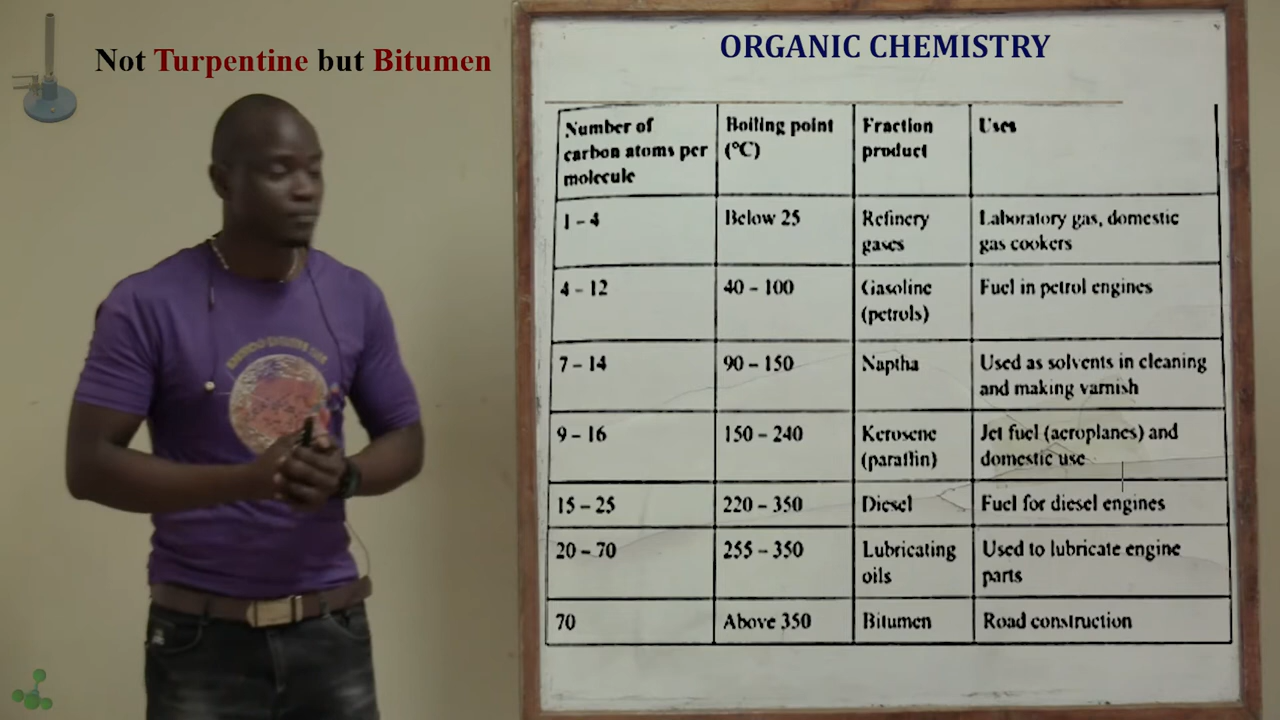 Not Turpentine but Bitumen
ORGANIC CHEMISTRY
Number of carbon atoms per molecule
Boiling point (°C)
Fraction product
Uses
1 – 4
Below 25
Refinery gases
Laboratory gas, domestic gas cookers
4 – 12
40 – 100
Gasoline (petrols)
Fuel in petrol engines
7 – 14
90 – 150
Naptha
Used as solvents in cleaning and making varnish
9 – 16
150 – 240
Kerosene (paraffin)
Jet fuel (aeroplanes) and domestic use
15 – 25
220 – 350
Diesel
Fuel for diesel engines
20 – 70
255 – 350
Lubricating oils
Used to lubricate engine parts
70
Above 350
Bitumen
Road construction